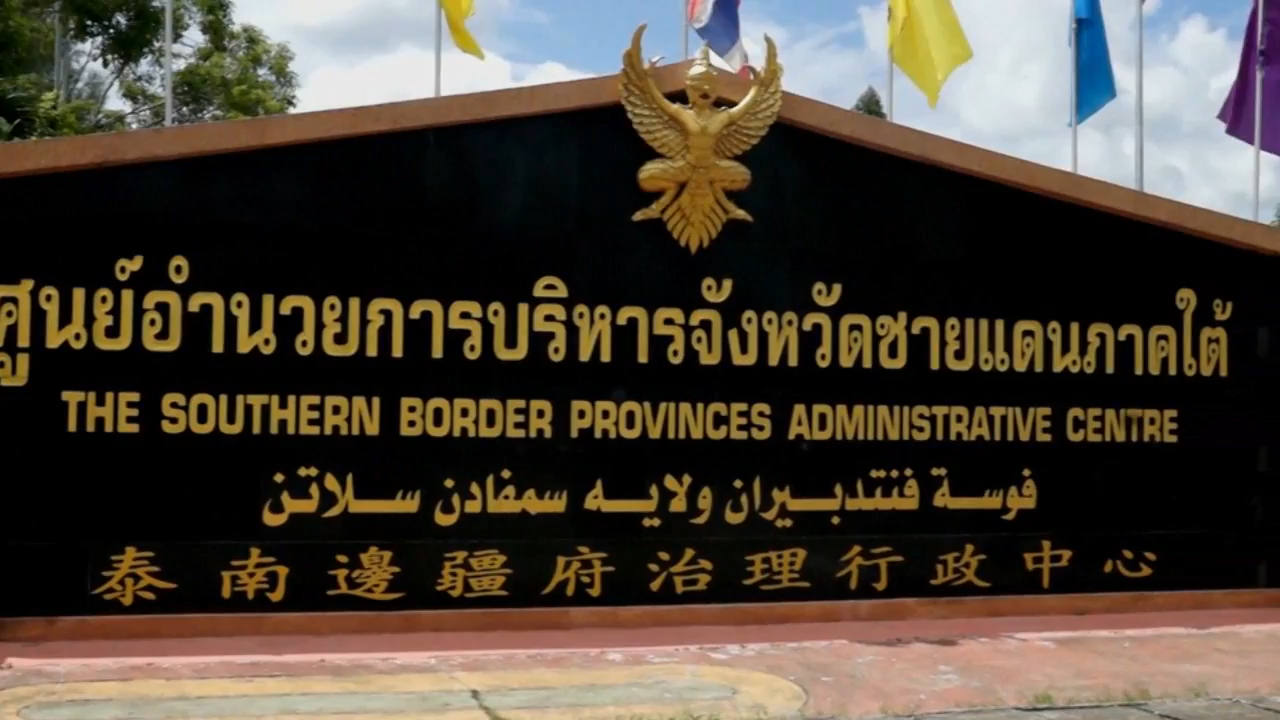 ศูนย์อำนวยการบริหารจังหวัดชายแดนภาคใต้
THE SOUTHERN BORDER PROVINCES ADMINISTRATIVE CENTRE
فوسة فنتدبيران ولايه سمفادن سلاتن
泰南邊疆府治理行政中心